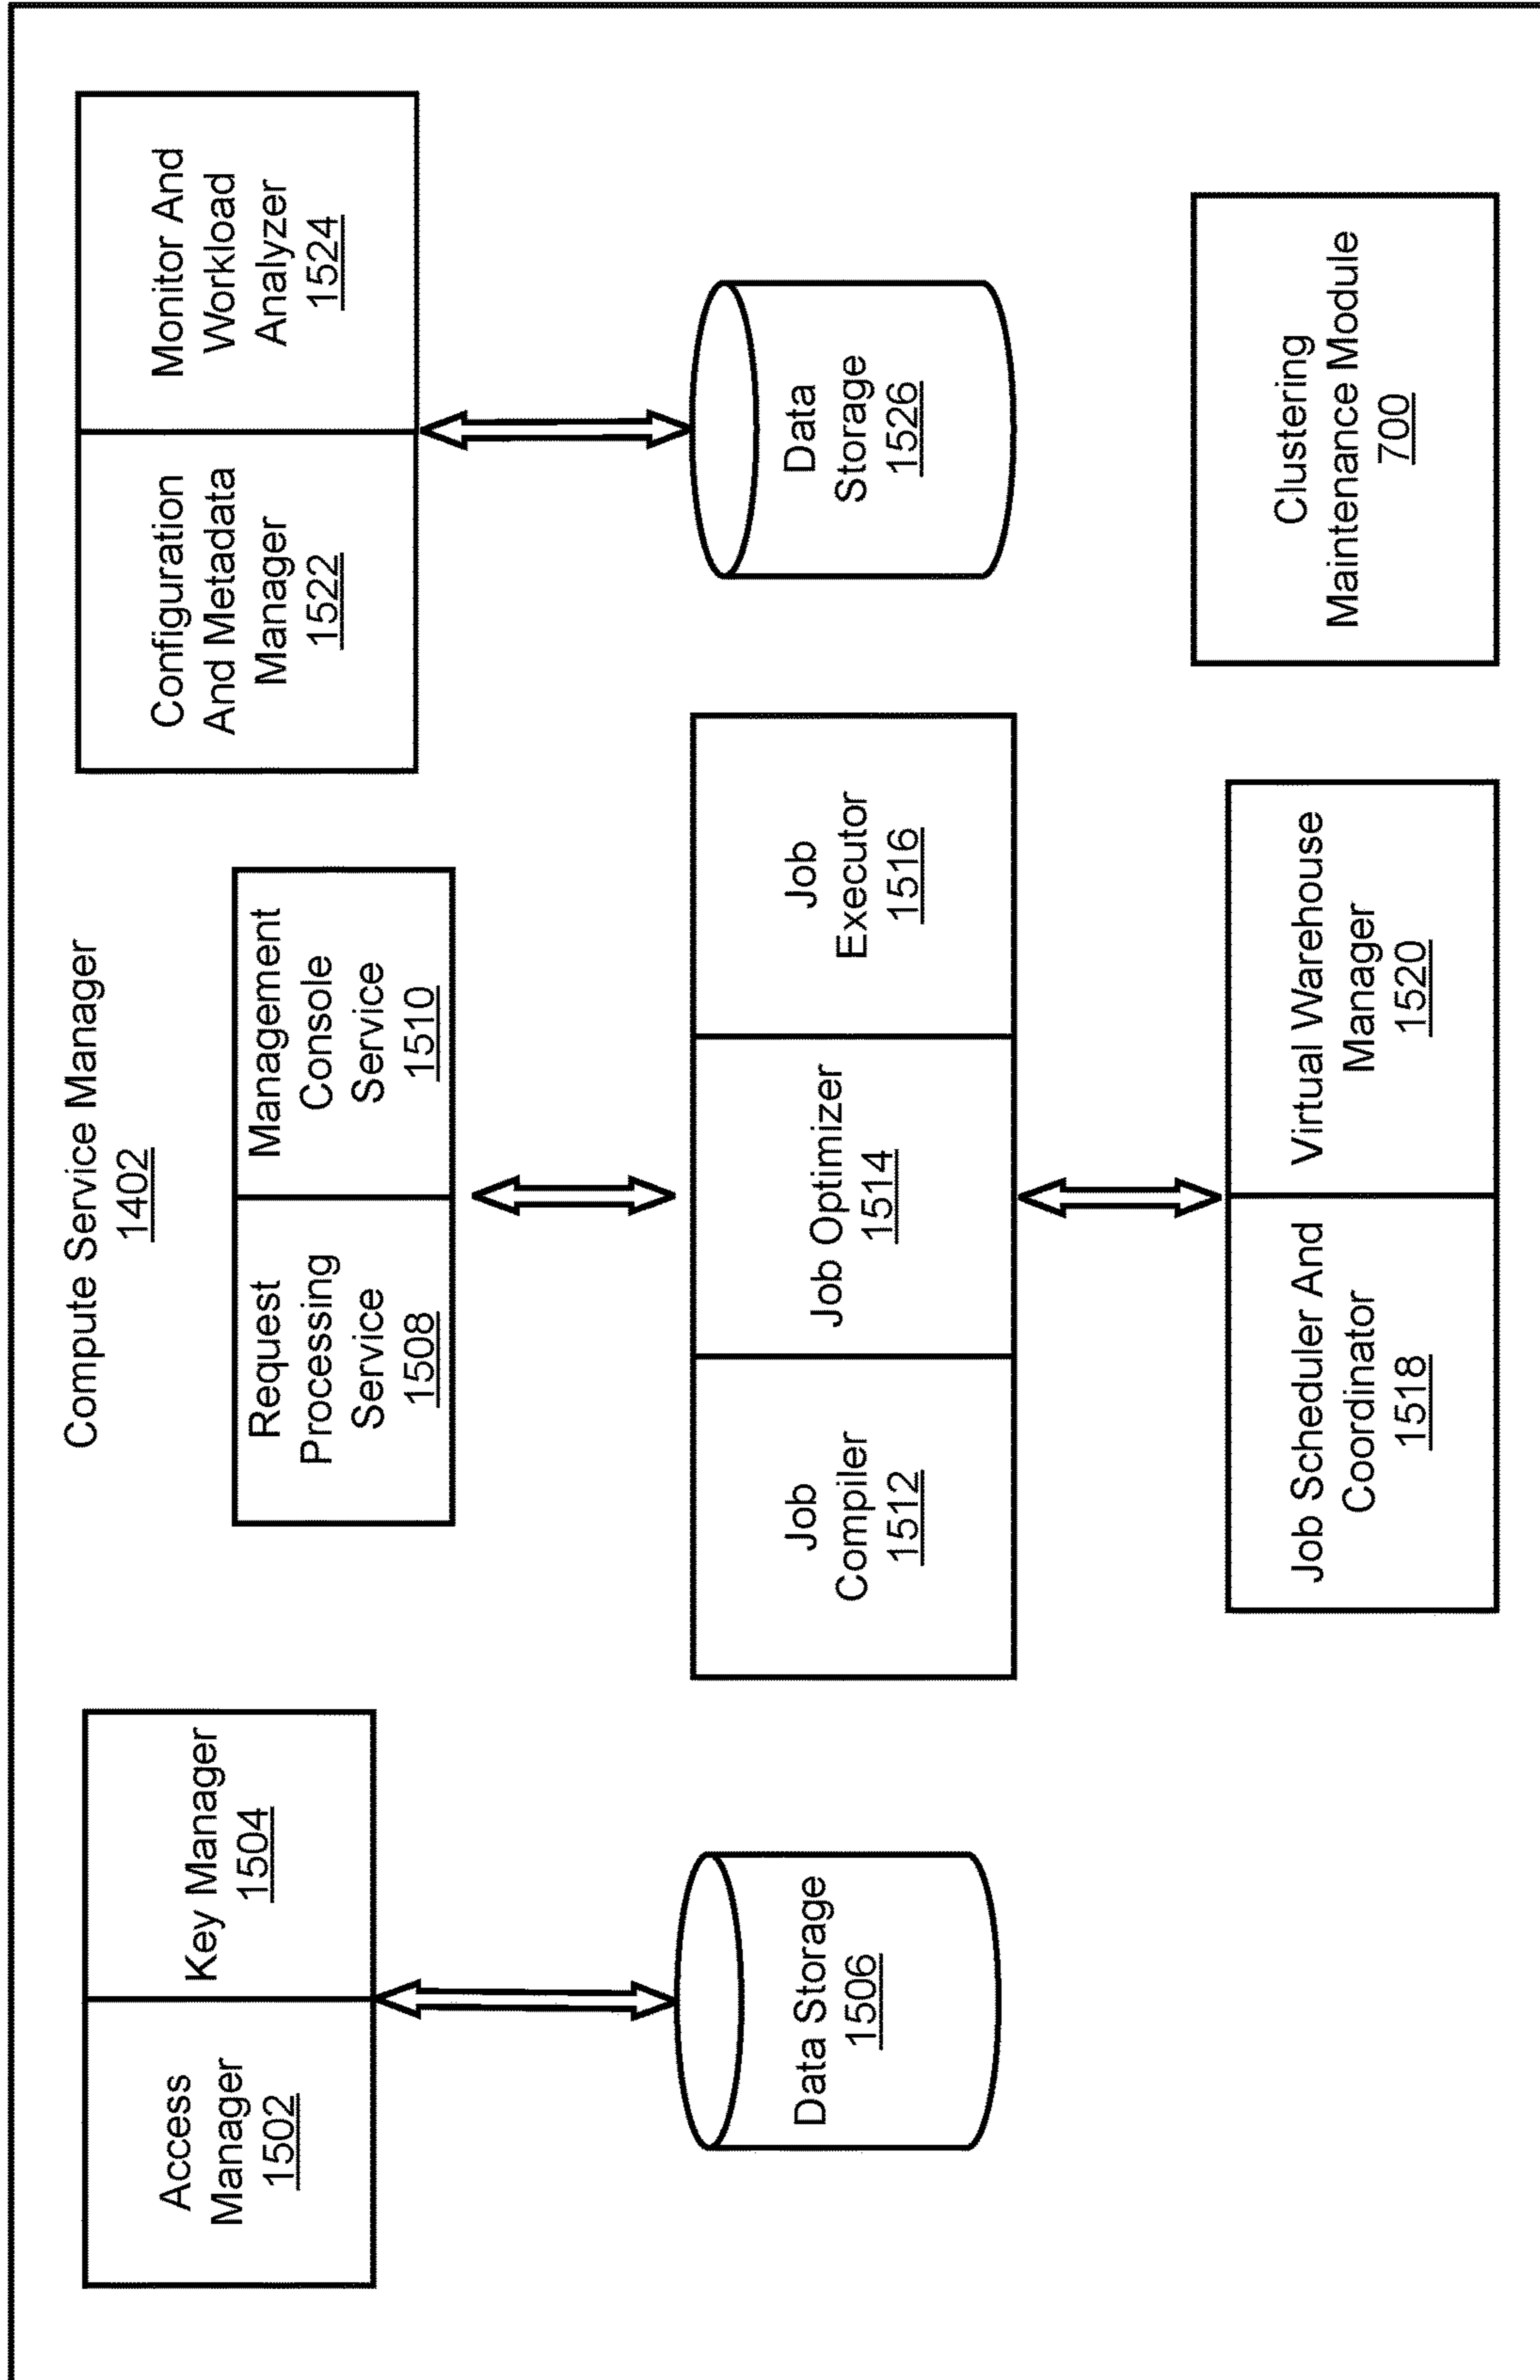 Compute Service Manager
1402
Access
Manager
1502
Key Manager
1504
Data Storage
1506
Request
Processing
Service
1508
Management
Console
Service
1510
Job
Compiler
1512
Job Optimizer
1514
Job
Executor
1516
Job Scheduler And
Coordinator
1518
Virtual Warehouse
Manager
1520
Configuration
And Metadata
Manager
1522
Monitor And
Workload
Analyzer
1524
Data
Storage
1526
Clustering
Maintenance Module
700